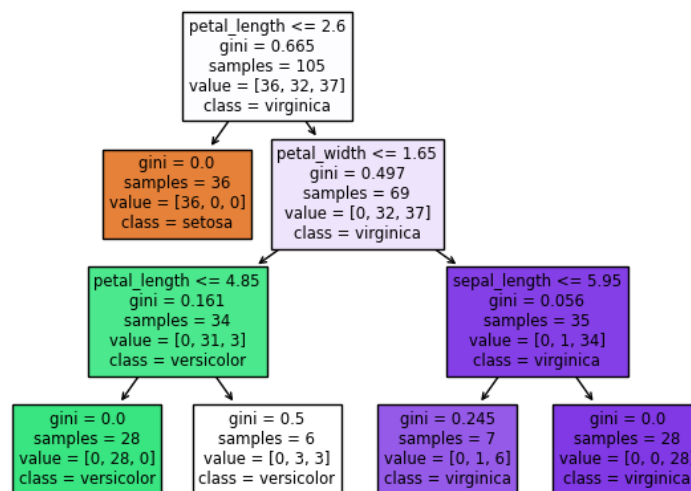 petal_length <= 2.6
gini = 0.665
samples = 105
value = [36, 32, 37]
class = virginica
gini = 0.0
samples = 36
value = [36, 0, 0]
class = setosa
petal_width <= 1.65
gini = 0.497
samples = 69
value = [0, 32, 37]
class = virginica
petal_length <= 4.85
gini = 0.161
samples = 34
value = [0, 31, 3]
class = versicolor
sepal_length <= 5.95
gini = 0.056
samples = 35
value = [0, 1, 34]
class = virginica
gini = 0.0
samples = 28
value = [0, 28, 0]
class = versicolor
gini = 0.5
samples = 6
value = [0, 3, 3]
class = versicolor
gini = 0.245
samples = 7
value = [0, 1, 6]
class = virginica
gini = 0.0
samples = 28
value = [0, 0, 28]
class = virginica